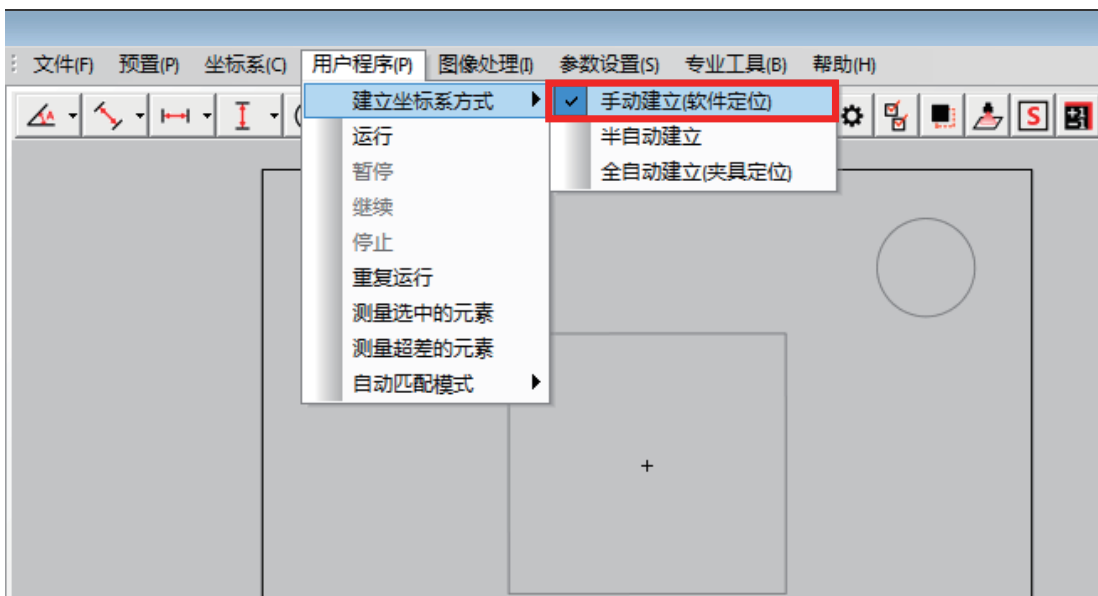 文件(F) 预置(P) 坐标系(C) 用户程序(P) 图像处理(I) 参数设置(S) 专业工具(B) 帮助(H)
建立坐标系方式
手动建立(软件定位)
运行
半自动建立
暂停
全自动建立(夹具定位)
继续
停止
重复运行
测量选中的元素
测量超差的元素
自动匹配模式
A
S